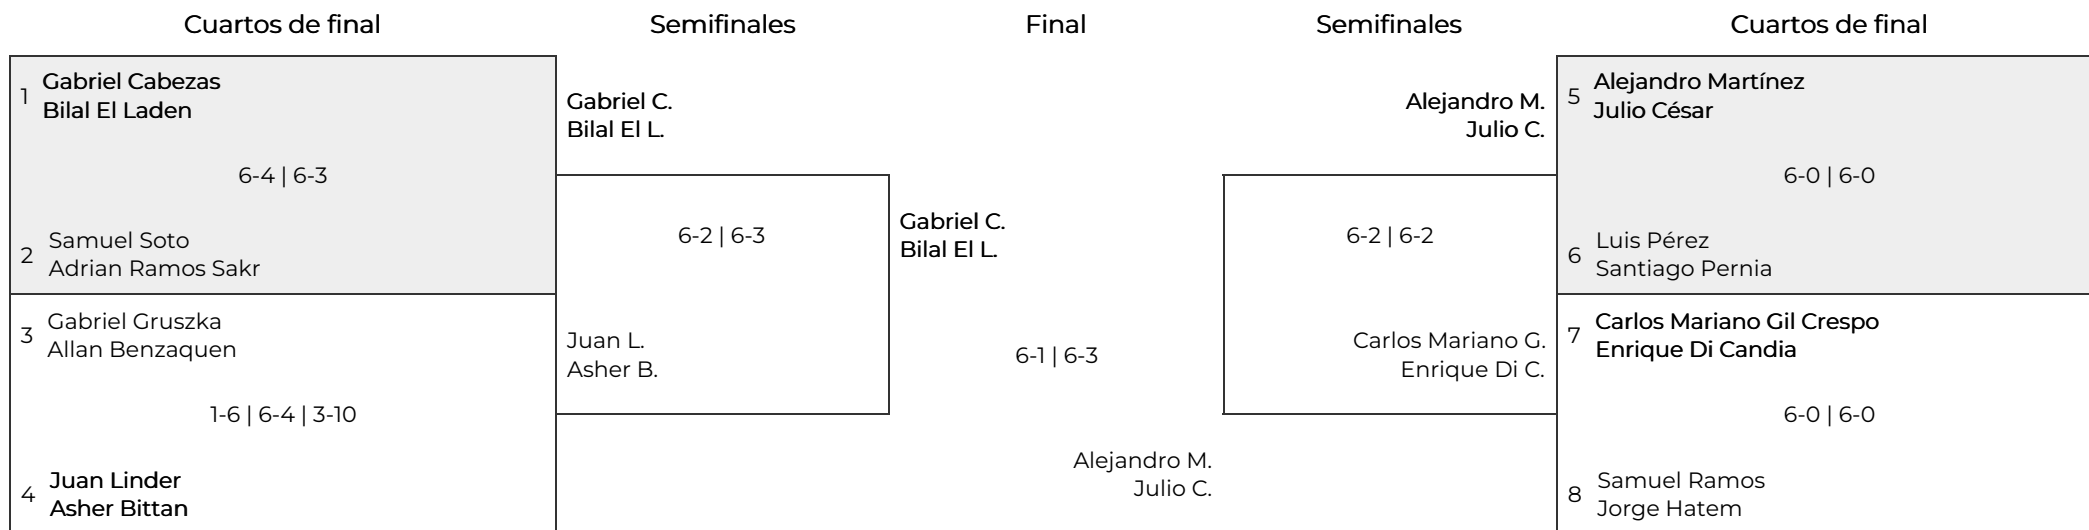 Cuartos de final
Semifinales
Final
Semifinales
Cuartos de final
1
Gabriel Cabezas
Bilal El Laden
6-4 | 6-3
2
Samuel Soto
Adrian Ramos Sakr
3
Gabriel Gruszka
Allan Benzaquen
1-6 | 6-4 | 3-10
4
Juan Linder
Asher Bittan
Gabriel C.
Bilal El L.
6-2 | 6-3
Juan L.
Asher B.
Gabriel C.
Bilal El L.
6-1 | 6-3
Alejandro M.
Julio C.
Alejandro M.
Julio C.
6-2 | 6-2
Carlos Mariano G.
Enrique Di C.
5
Alejandro Martínez
Julio César
6-0 | 6-0
6
Luis Pérez
Santiago Pernia
7
Carlos Mariano Gil Crespo
Enrique Di Candia
6-0 | 6-0
8
Samuel Ramos
Jorge Hatem